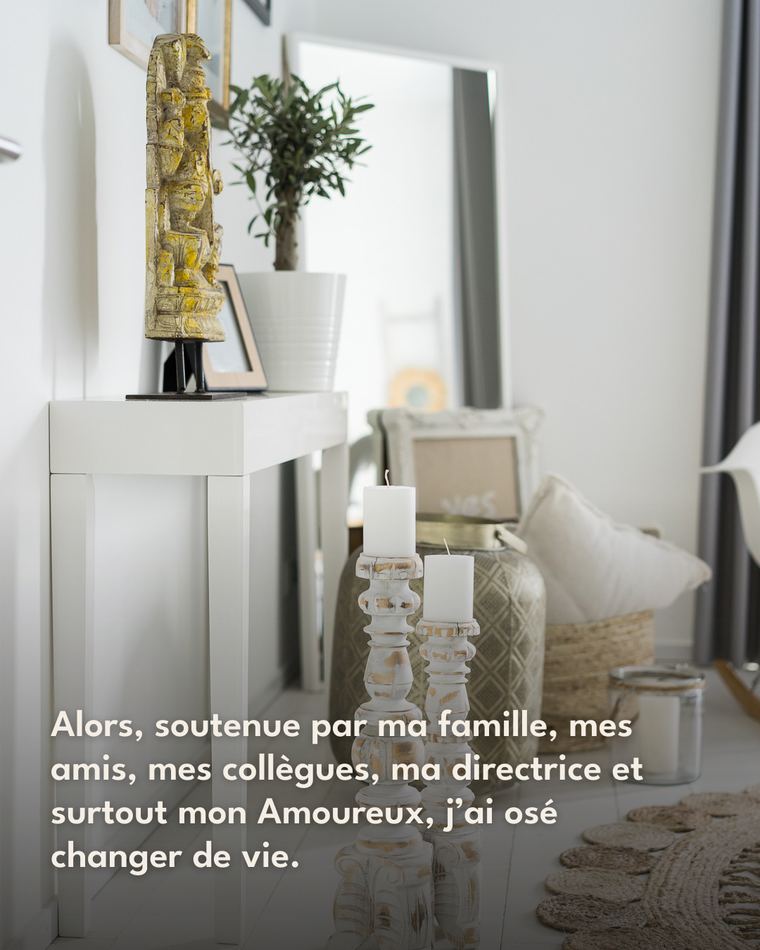 yes
Alors, soutenue par ma famille, mes
amis, mes collègues, ma directrice et
surtout mon Amoureux, j’ai osé
changer de vie.